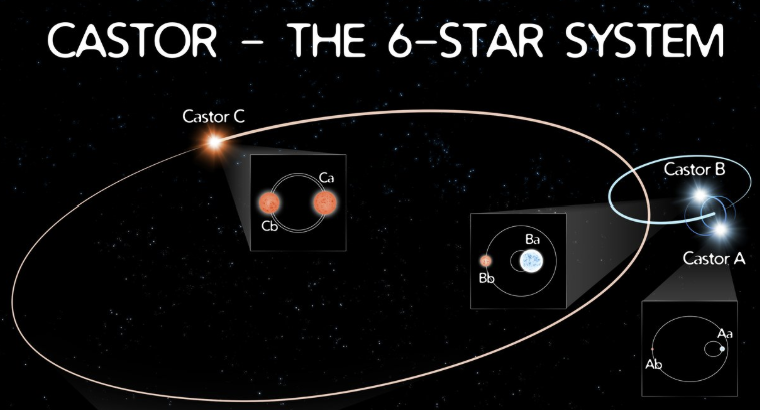 CASTOR - THE 6-STAR SYSTEM
Castor C
Ca
Cb
Castor B
Ba
Bb
Castor A
Aa
Ab